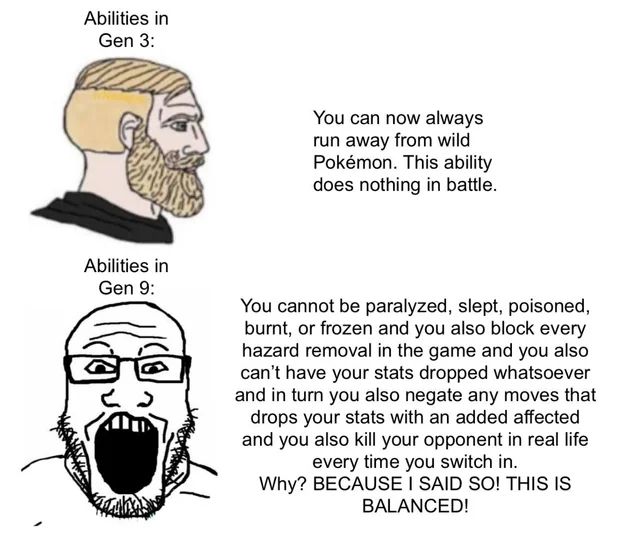 Abilities in
Gen 3:
You can now always
run away from wild
Pokémon. This ability
does nothing in battle.
Abilities in
Gen 9:
You cannot be paralyzed, slept, poisoned,
burnt, or frozen and you also block every
hazard removal in the game and you also
can’t have your stats dropped whatsoever
and in turn you also negate any moves that
drops your stats with an added affected
and you also kill your opponent in real life
every time you switch in.
Why? BECAUSE I SAID SO! THIS IS
BALANCED!